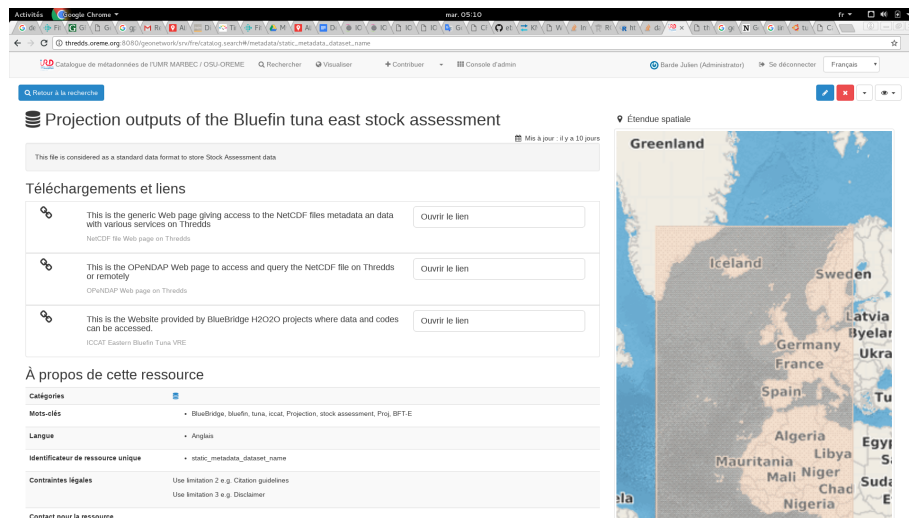 Activités Google Chrome mar. 05:10 fr
thredds.oreme.org:8080/geonetwork/srv/fre/catalog.search#/metadata/static_metadata_dataset_name
Catalogue de métadonnées de l'UMR MARBEC / OSU-OREME Rechercher Visualiser Contribuer Console d'admin Barde Julien (Administrator) Se déconnecter Français
Retour à la recherche
Projection outputs of the Bluefin tuna east stock assessment
Mis à jour : il y a 10 jours
This file is considered as a standard data format to store Stock Assessment data
Téléchargements et liens
This is the generic Web page giving access to the NetCDF files metadata an data
with various services on Thredds
Ouvrir le lien
NetCDF file Web page on Thredds
This is the OPeNDAP Web page to access and query the NetCDF file on Thredds
or remotely
Ouvrir le lien
OPeNDAP Web page on Thredds
This is the Website provided by BlueBridge H2O2O projects where data and codes
can be accessed.
Ouvrir le lien
ICCAT Eastern Bluefin Tuna VRE
À propos de cette ressource
Catégories
Mots-clés • BlueBridge, bluefin, tuna, iccat, Projection, stock assessment, Proj, BFT-E
Langue • Anglais
Identificateur de ressource unique • static_metadata_dataset_name
Contraintes légales Use limitation 2 e.g. Citation guidelines
Use limitation 3 e.g. Disclaimer
Contact pour la ressource
Étendue spatiale
Greenland
Iceland
Sweden
Latvia
Byelar
Germany
Ukra
France
Spain
Tu
Algeria
Egyp
Libya
Mauritania
Mali
Niger
Suda
Chad
Nigeria